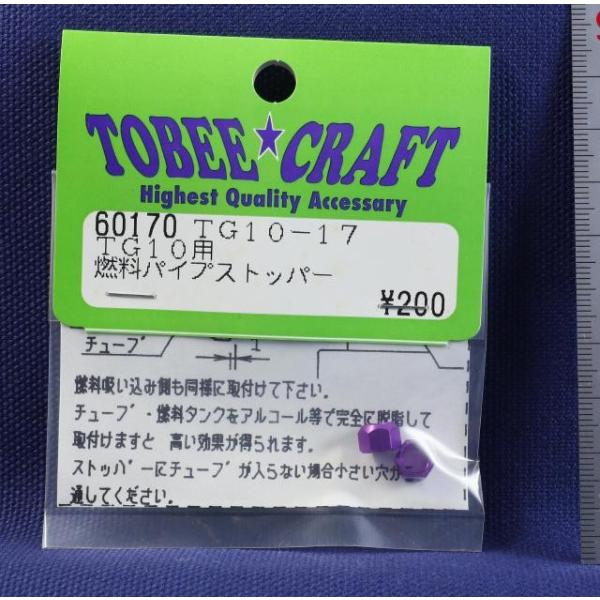 TOBEE★CRAFT
Highest Quality Accessary
60170 TG10-17
TG10用
燃料パイプストッパー
¥200
チューブ
1
燃料吸い込み側も同様に取付けて下さい。
チューブ・燃料タンクをアルコール等で完全に脱脂して
取付けますと 高い効果が得られます。
ストッパーにチューブが入らない場合小さい穴か
通してください。